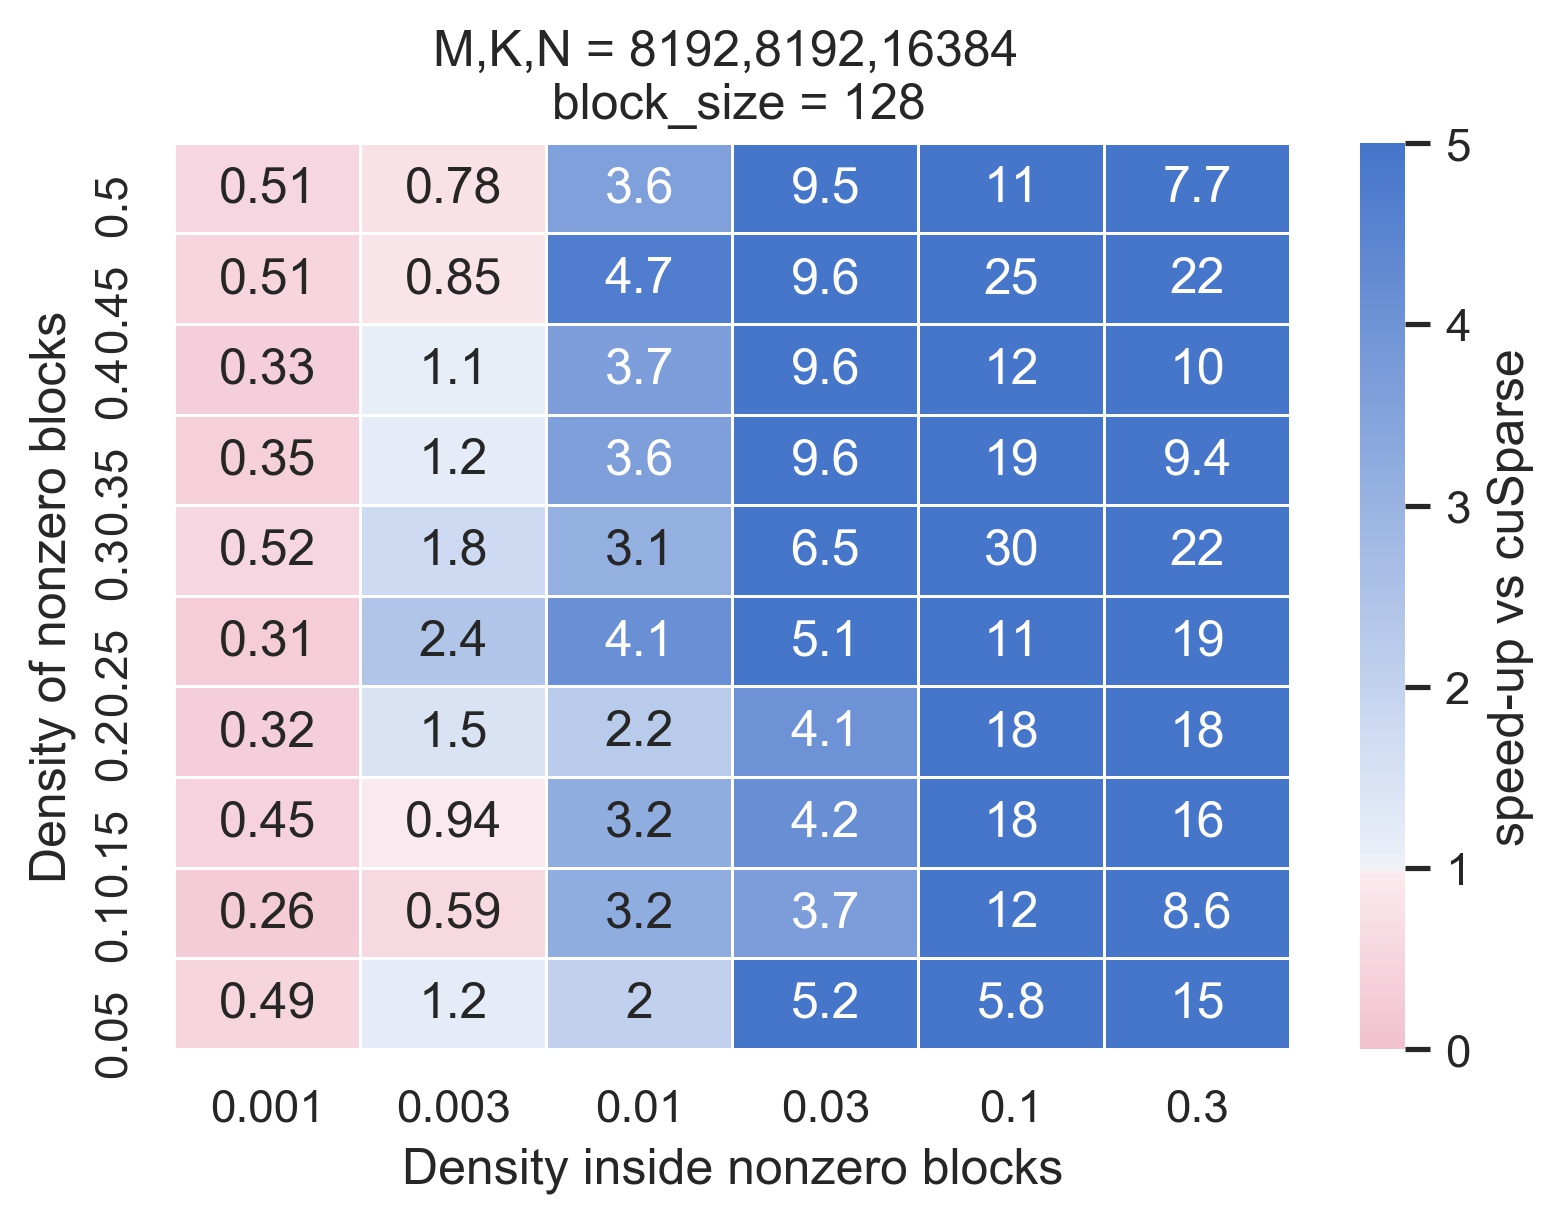 M,K,N = 8192,8192,16384
block_size = 128
Density of nonzero blocks
0.5 0.51 0.78 3.6 9.5 11 7.7
0.45 0.51 0.85 4.7 9.6 25 22
0.4 0.33 1.1 3.7 9.6 12 10
0.35 0.35 1.2 3.6 9.6 19 9.4
0.3 0.52 1.8 3.1 6.5 30 22
0.25 0.31 2.4 4.1 5.1 11 19
0.2 0.32 1.5 2.2 4.1 18 18
0.15 0.45 0.94 3.2 4.2 18 16
0.1 0.26 0.59 3.2 3.7 12 8.6
0.05 0.49 1.2 2 5.2 5.8 15
0.001 0.003 0.01 0.03 0.1 0.3
Density inside nonzero blocks
5
4
3
2
1
0
speed-up vs cuSparse